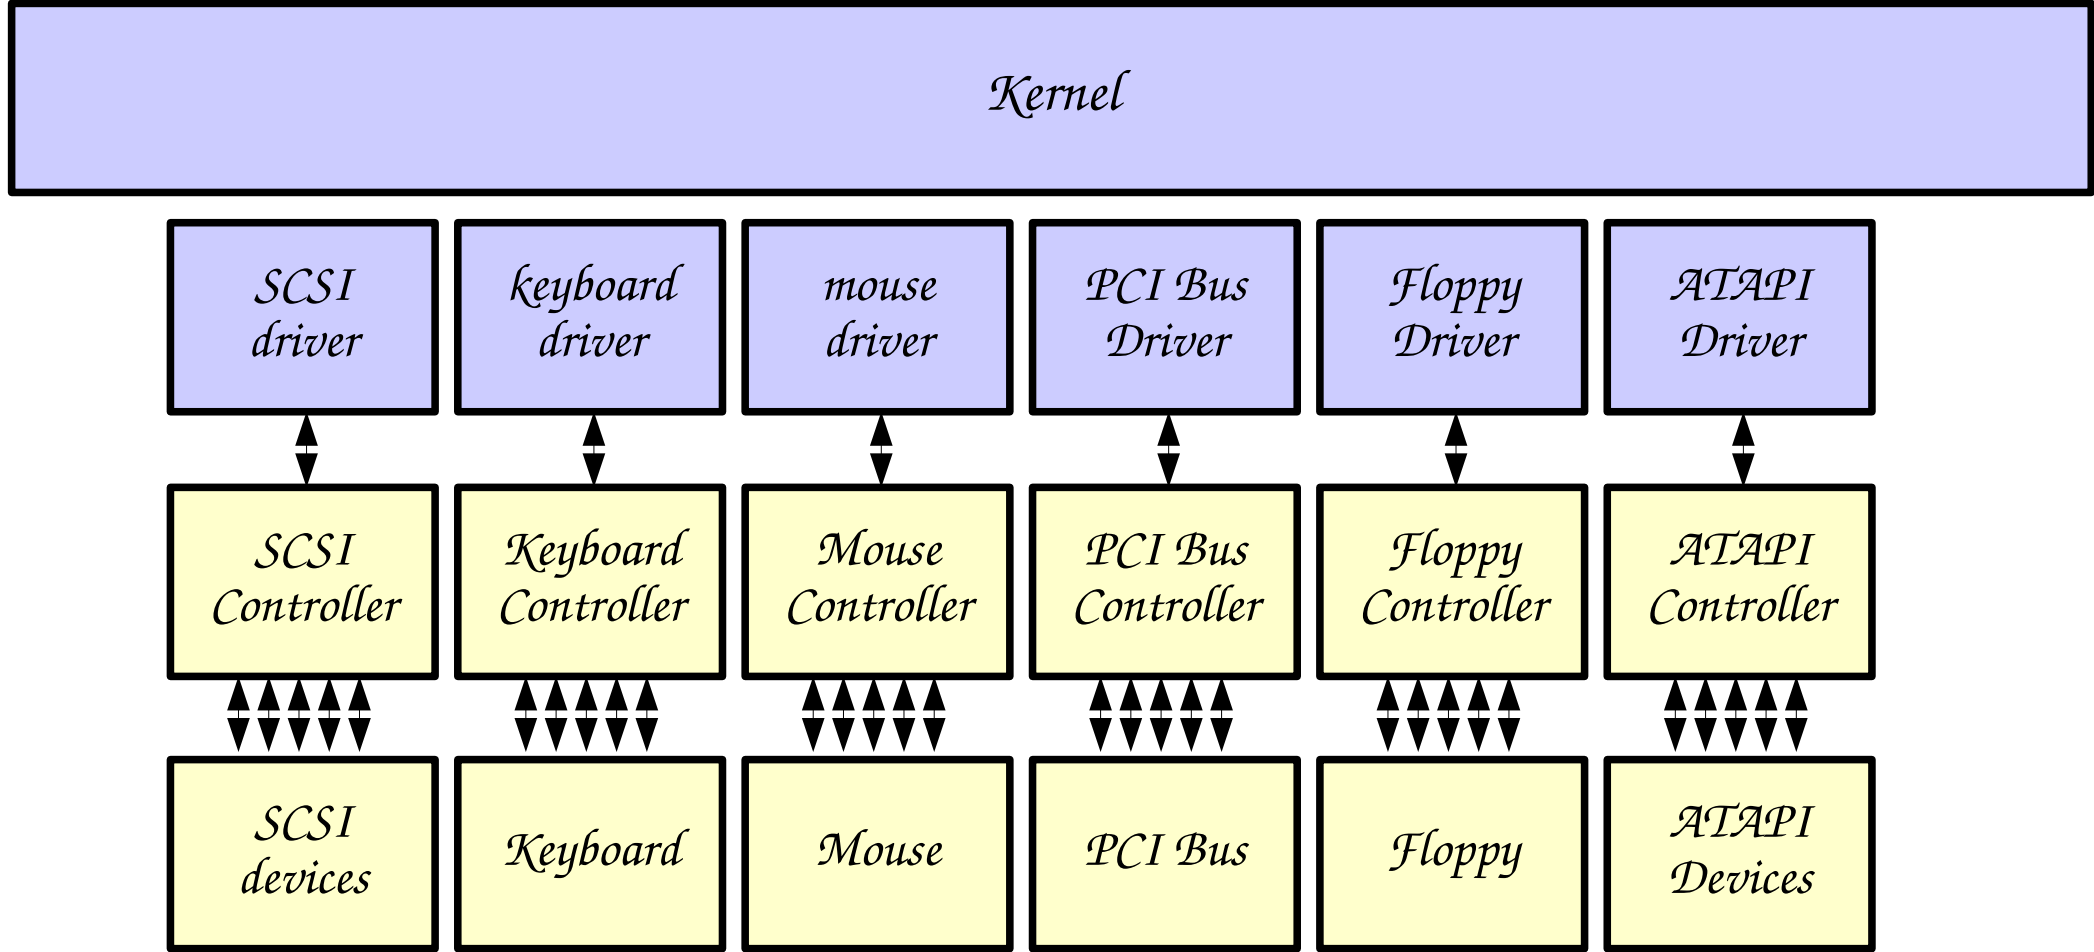 Kernel
SCSI
driver
keyboard
driver
mouse
driver
PCI Bus
Driver
Floppy
Driver
ATAPI
Driver
SCSI
Controller
Keyboard
Controller
Mouse
Controller
PCI Bus
Controller
Floppy
Controller
ATAPI
Controller
SCSI
devices
Keyboard
Mouse
PCI Bus
Floppy
ATAPI
Devices